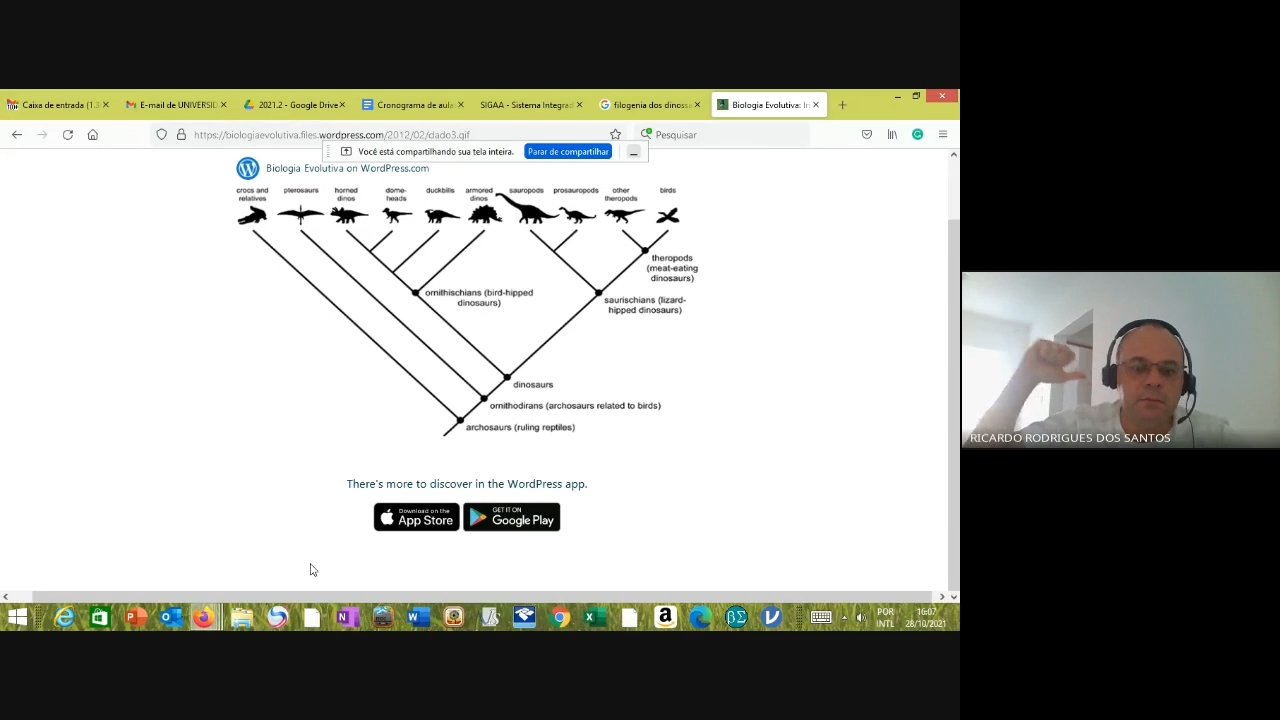 Caixa de entrada (1.
E-mail de UNIVERSID
2021.2 - Google Drive
Cronograma de aula
SIGAA - Sistema Integrad
filogenia dos dinoss
Biologia Evolutiva: In
https://biologiaevolutiva.files.wordpress.com/2012/02/dado3.gif
Pesquisar
Você está compartilhando sua tela inteira.
Parar de compartilhar
Biologia Evolutiva on WordPress.com
crocs and relatives
pterosaurs
horned dinos
dome-heads
duckbills
armored dinos
sauropods
prosauropods
other theropods
birds
theropods
(meat-eating
dinosaurs)
ornithischians (bird-hipped
dinosaurs)
saurischians (lizard-
hipped dinosaurs)
dinosaurs
ornithodirans (archosaurs related to birds)
archosaurs (ruling reptiles)
RICARDO RODRIGUES DOS SANTOS
There's more to discover in the WordPress app.
Download on the
App Store
GET IT ON
Google Play
POR
INTL
16:07
28/10/2021